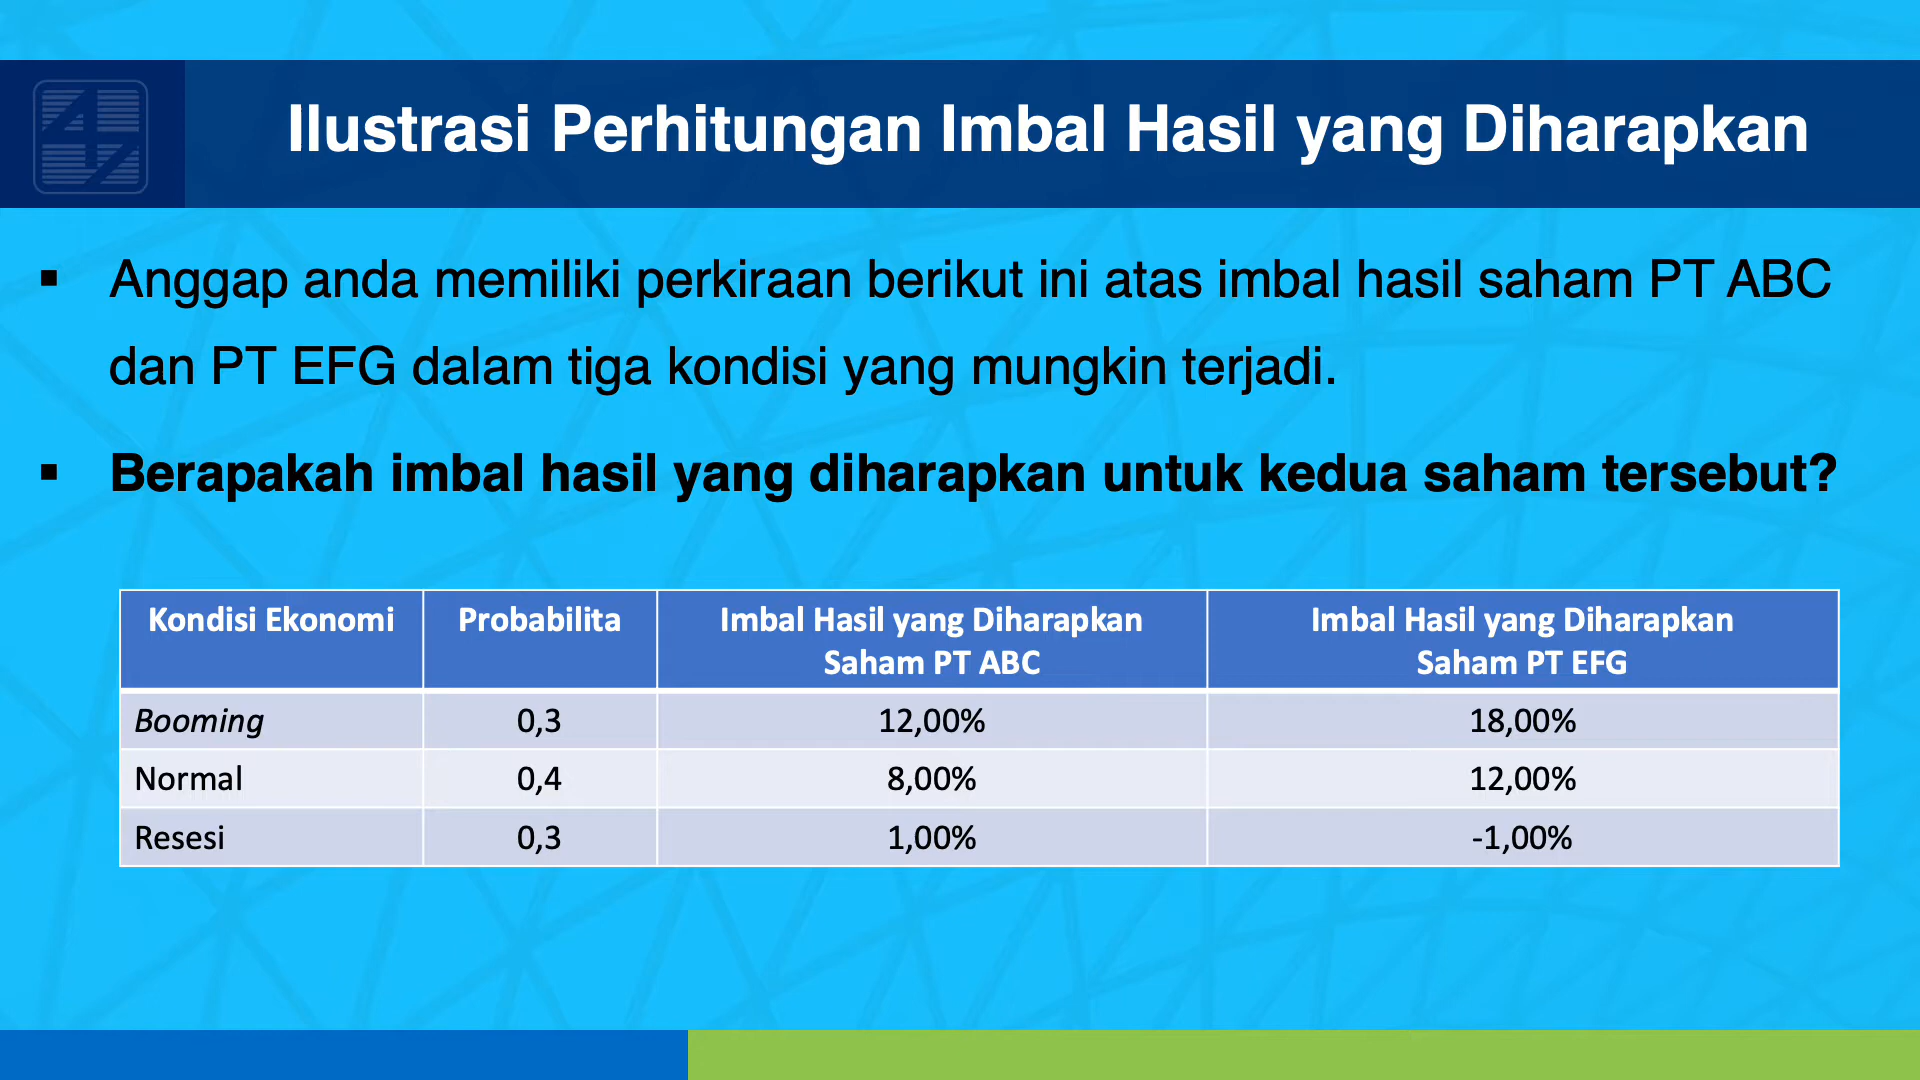 Ilustrasi Perhitungan Imbal Hasil yang Diharapkan
▪ Anggap anda memiliki perkiraan berikut ini atas imbal hasil saham PT ABC
dan PT EFG dalam tiga kondisi yang mungkin terjadi.
▪ Berapakah imbal hasil yang diharapkan untuk kedua saham tersebut?
Kondisi Ekonomi Probabilita Imbal Hasil yang Diharapkan Saham PT ABC Imbal Hasil yang Diharapkan Saham PT EFG
Booming 0,3 12,00% 18,00%
Normal 0,4 8,00% 12,00%
Resesi 0,3 1,00% -1,00%